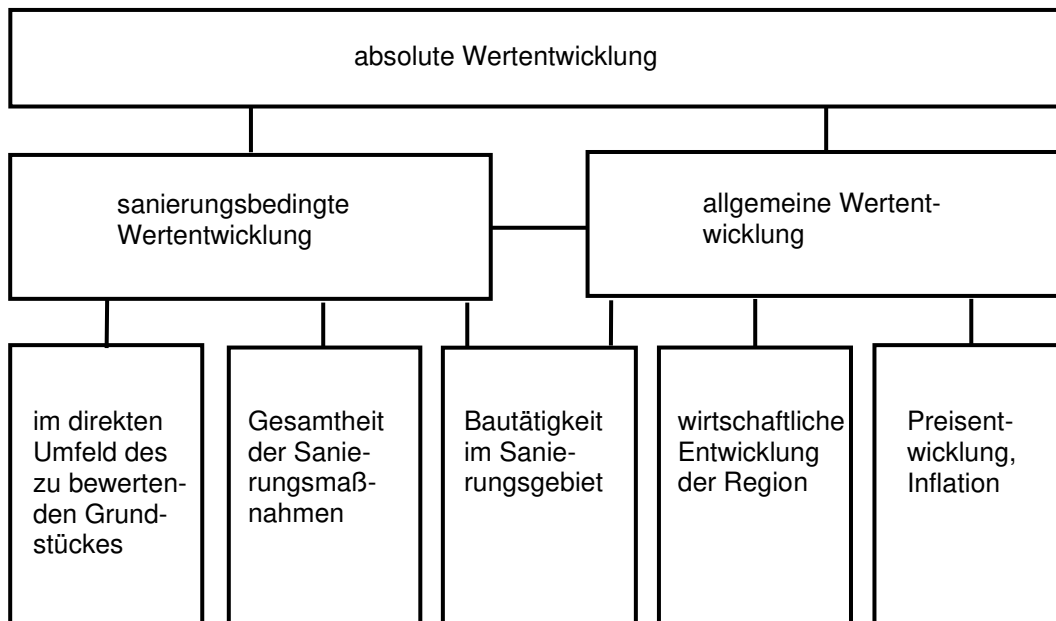 absolute Wertentwicklung
sanierungsbedingte
Wertentwicklung
allgemeine Wertent-
wicklung
im direkten
Umfeld des
zu bewerten-
den Grund-
stückes
Gesamtheit
der Sanie-
rungsmaß-
nahmen
Bautätigkeit
im Sanie-
rungsgebiet
wirtschaftliche
Entwicklung
der Region
Preisent-
wicklung,
Inflation